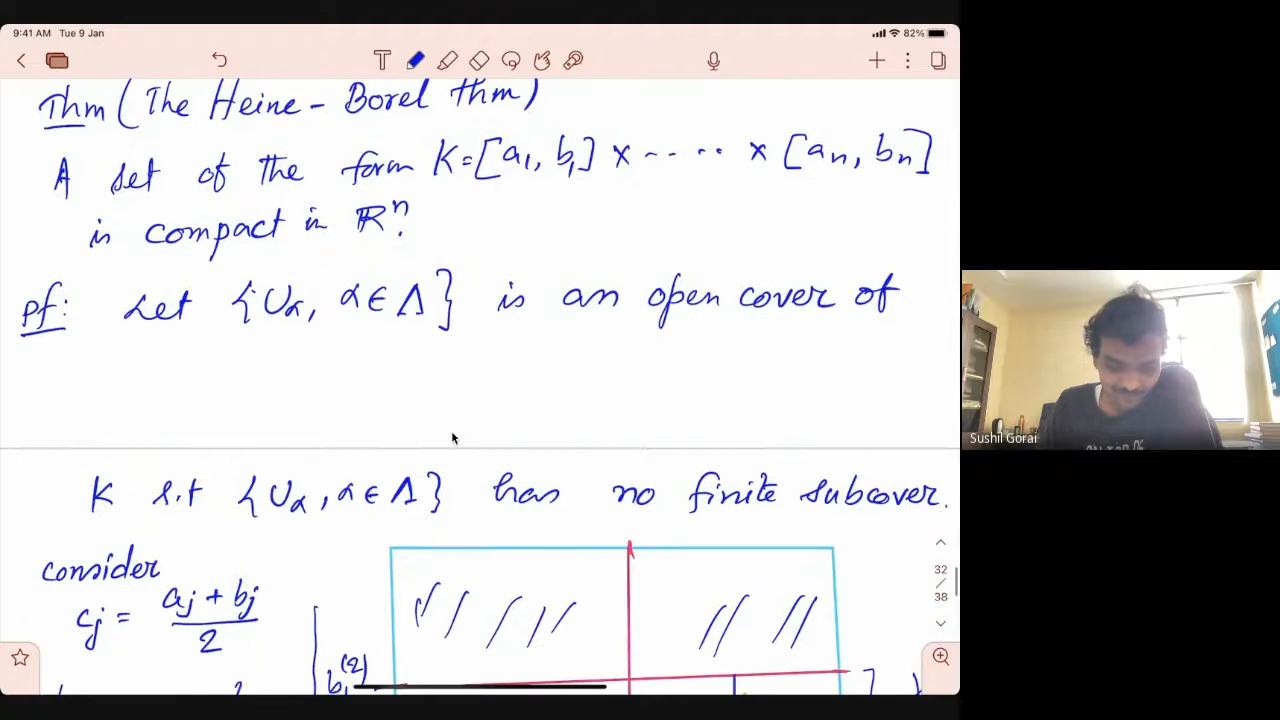 9:41 AM Tue 9 Jan
82%
Thm (The Heine - Borel thm)
A set of the form K=[a₁, b₁] x ----- x [aₙ, bₙ]
is compact in ℝⁿ.
Pf: Let {Uα, α ∈ Λ} is an open cover of
K s.t {Uα, α ∈ Λ} has no finite subcover.
consider
cⱼ = (aⱼ + bⱼ)/2
b₁⁽²⁾
32
/
38
Sushil Gorai